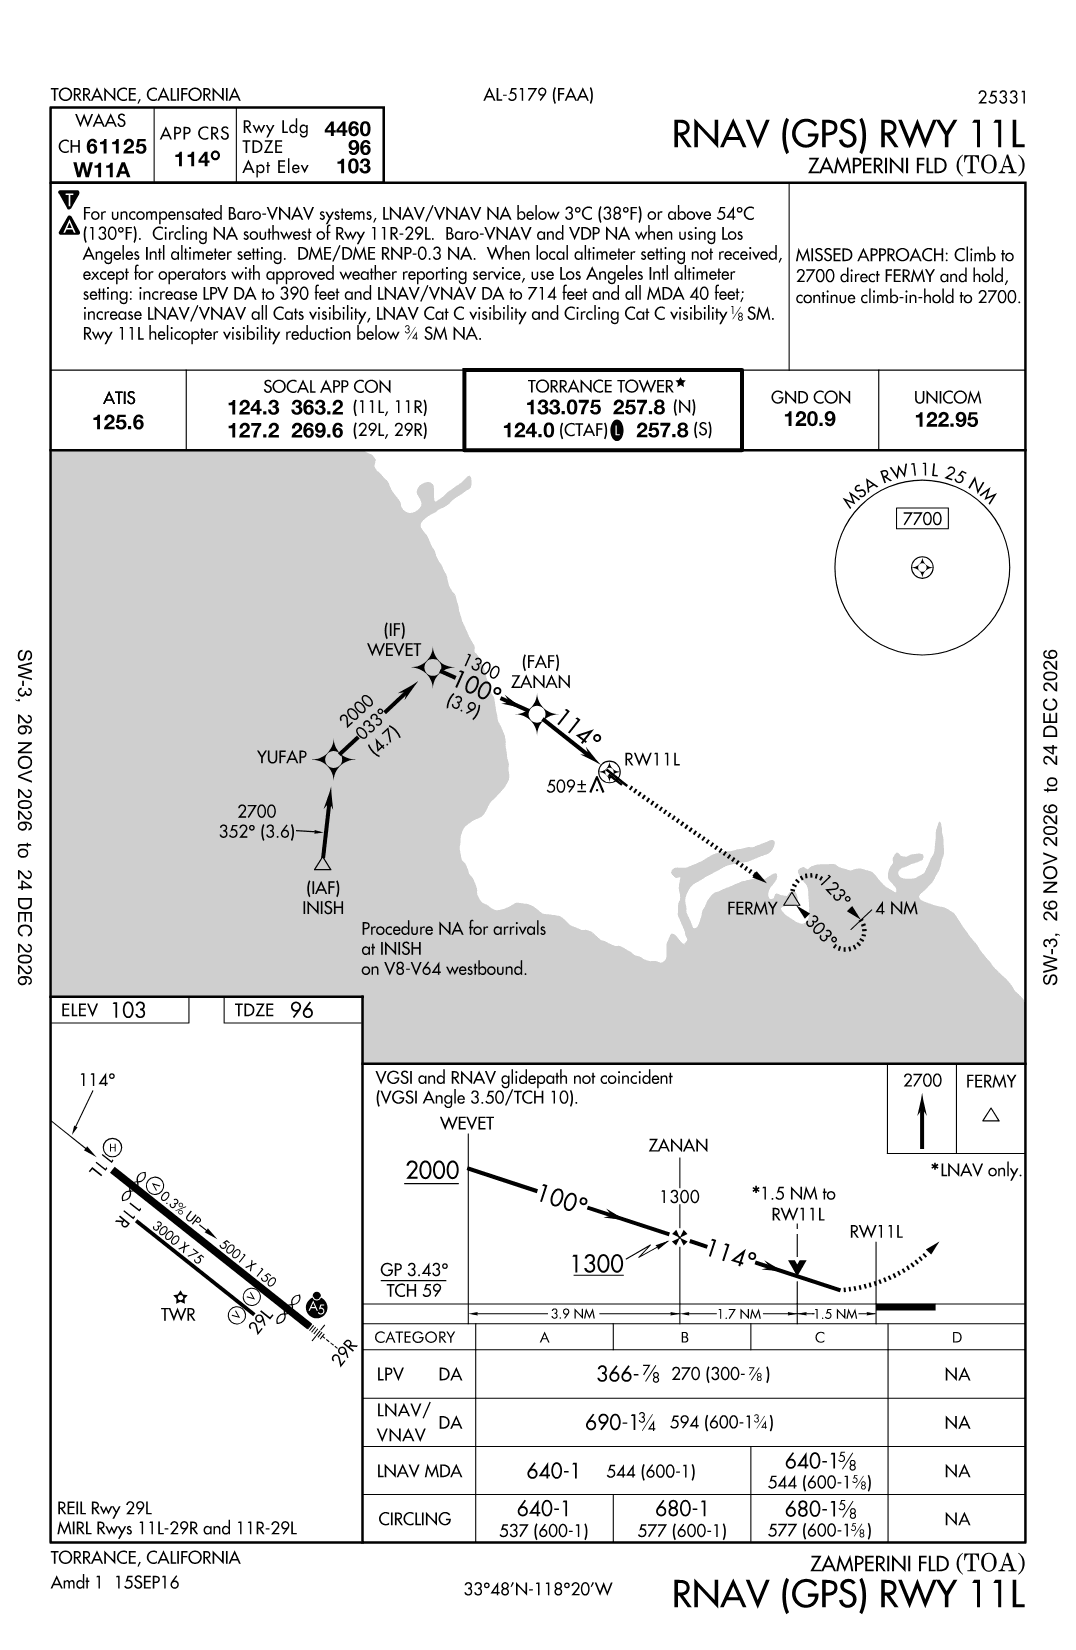 TORRANCE, CALIFORNIA
AL-5179 (FAA)
25331
WAAS
CH 61125
W11A
APP CRS
114°
Rwy Ldg 4460
TDZE 96
Apt Elev 103
RNAV (GPS) RWY 11L
ZAMPERINI FLD (TOA)
T
A
For uncompensated Baro-VNAV systems, LNAV/VNAV NA below 3°C (38°F) or above 54°C
(130°F). Circling NA southwest of Rwy 11R-29L. Baro-VNAV and VDP NA when using Los
Angeles Intl altimeter setting. DME/DME RNP-0.3 NA. When local altimeter setting not received,
except for operators with approved weather reporting service, use Los Angeles Intl altimeter
setting: increase LPV DA to 390 feet and LNAV/VNAV DA to 714 feet and all MDA 40 feet;
increase LNAV/VNAV all Cats visibility, LNAV Cat C visibility and Circling Cat C visibility ⅛ SM.
Rwy 11L helicopter visibility reduction below ¾ SM NA.
MISSED APPROACH: Climb to
2700 direct FERMY and hold,
continue climb-in-hold to 2700.
ATIS
125.6
SOCAL APP CON
124.3 363.2 (11L, 11R)
127.2 269.6 (29L, 29R)
TORRANCE TOWER★
133.075 257.8 (N)
124.0 (CTAF) L 257.8 (S)
GND CON
120.9
UNICOM
122.95
MSA RW11L 25 NM
7700
(IF)
WEVET
1300
100°
(3.9)
(FAF)
ZANAN
2000
033°
(4.7)
114°
YUFAP
RW11L
509±
2700
352° (3.6)
(IAF)
INISH
FERMY
123°
303°
4 NM
Procedure NA for arrivals
at INISH
on V8-V64 westbound.
SW-3, 26 NOV 2026 to 24 DEC 2026
SW-3, 26 NOV 2026 to 24 DEC 2026
ELEV 103
TDZE 96
114°
H
11L
V
0.3% UP
11R
5001 X 150
3000 X 75
TWR
V
V
29L
A5
29R
REIL Rwy 29L
MIRL Rwys 11L-29R and 11R-29L
VGSI and RNAV glidepath not coincident
(VGSI Angle 3.50/TCH 10).
2700
FERMY
WEVET
ZANAN
*LNAV only.
2000
100°
1300
*1.5 NM to
RW11L
RW11L
1300
114°
GP 3.43°
TCH 59
3.9 NM
1.7 NM
1.5 NM
CATEGORY A B C D
LPV DA 366-⅞ 270 (300-⅞) NA
LNAV/
VNAV DA 690-1¾ 594 (600-1¾) NA
LNAV MDA 640-1 544 (600-1) 640-1⅝
544 (600-1⅝) NA
CIRCLING 640-1 680-1 680-1⅝ NA
537 (600-1) 577 (600-1) 577 (600-1⅝)
TORRANCE, CALIFORNIA
Amdt 1 15SEP16
33°48'N-118°20'W
ZAMPERINI FLD (TOA)
RNAV (GPS) RWY 11L